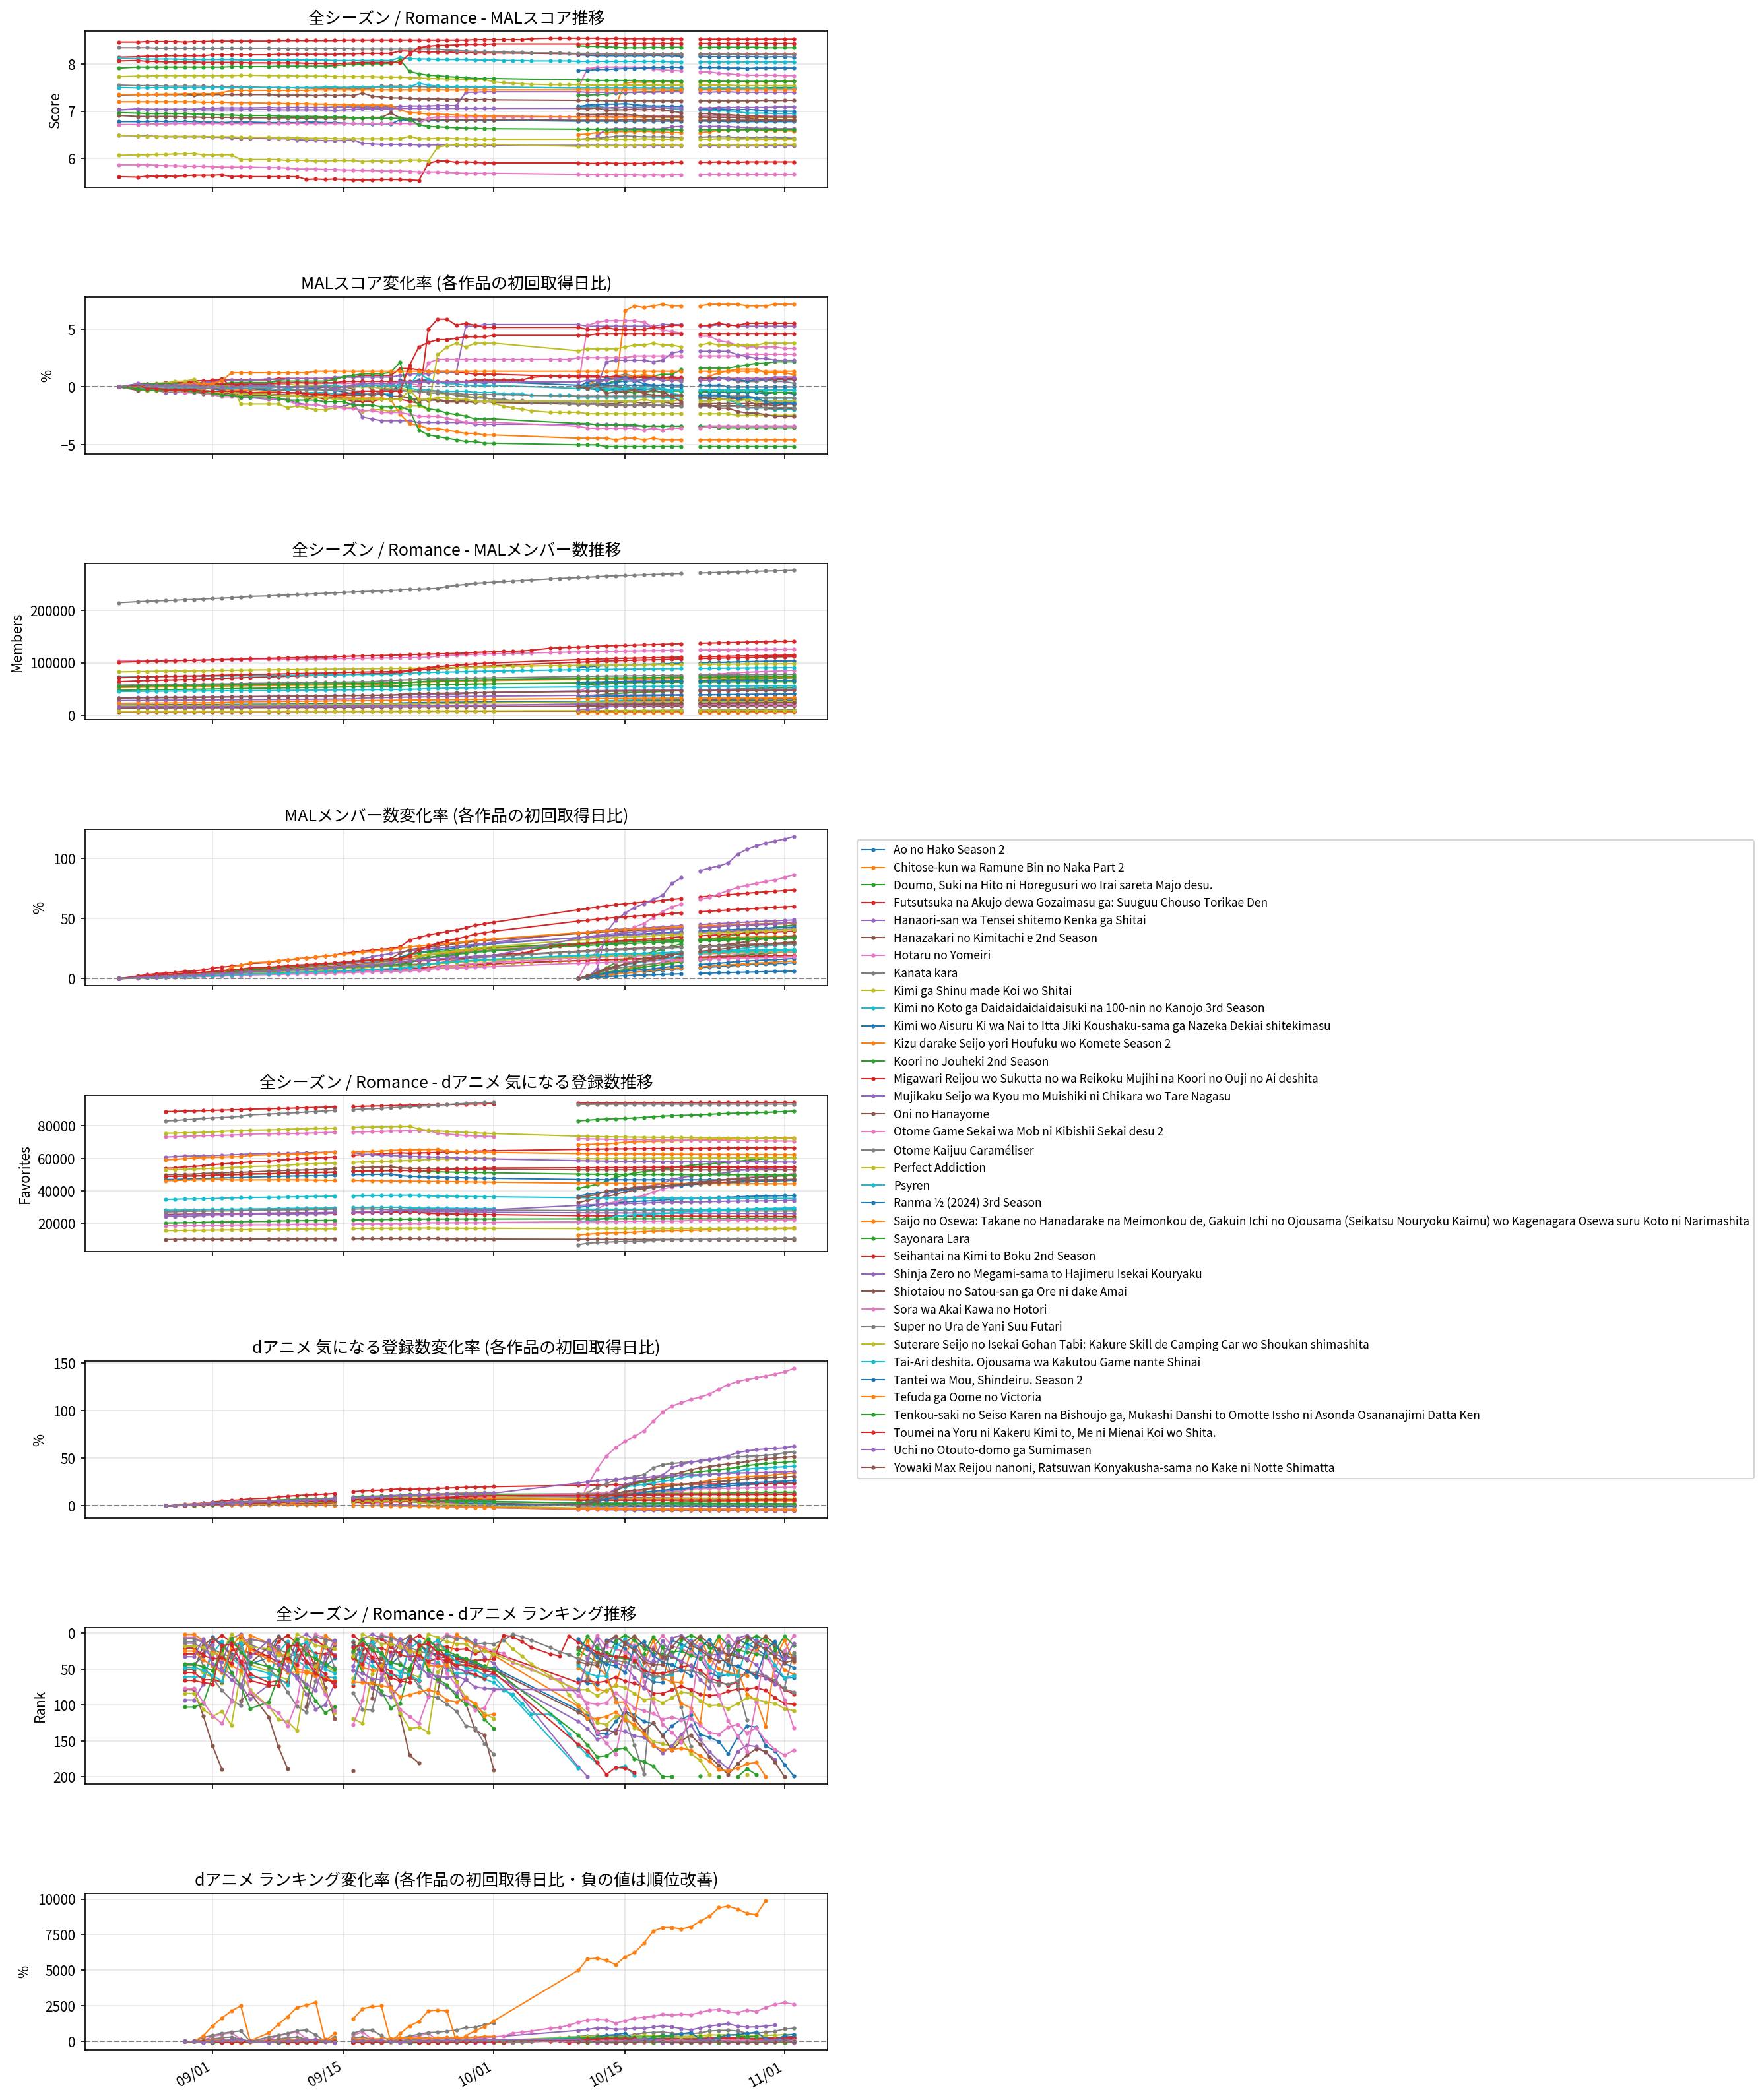 全シーズン / Romance - MALスコア推移
Score
8
7
6
MALスコア変化率 (各作品の初回取得日比)
%
5
0
−5
全シーズン / Romance - MALメンバー数推移
Members
200000
100000
0
MALメンバー数変化率 (各作品の初回取得日比)
%
100
50
0
全シーズン / Romance - dアニメ 気になる登録数推移
Favorites
80000
60000
40000
20000
dアニメ 気になる登録数変化率 (各作品の初回取得日比)
%
150
100
50
0
全シーズン / Romance - dアニメ ランキング推移
Rank
0
50
100
150
200
dアニメ ランキング変化率 (各作品の初回取得日比・負の値は順位改善)
%
10000
7500
5000
2500
0
09/01
09/15
10/01
10/15
11/01
Ao no Hako Season 2
Chitose-kun wa Ramune Bin no Naka Part 2
Doumo, Suki na Hito ni Horegusuri wo Irai sareta Majo desu.
Futsutsuka na Akujo dewa Gozaimasu ga: Suuguu Chouso Torikae Den
Hanaori-san wa Tensei shitemo Kenka ga Shitai
Hanazakari no Kimitachi e 2nd Season
Hotaru no Yomeiri
Kanata kara
Kimi ga Shinu made Koi wo Shitai
Kimi no Koto ga Daidaidaidaidaisuki na 100-nin no Kanojo 3rd Season
Kimi wo Aisuru Ki wa Nai to Itta Jiki Koushaku-sama ga Nazeka Dekiai shitekimasu
Kizu darake Seijo yori Houfuku wo Komete Season 2
Koori no Jouheki 2nd Season
Migawari Reijou wo Sukutta no wa Reikoku Mujihi na Koori no Ouji no Ai deshita
Mujikaku Seijo wa Kyou mo Muishiki ni Chikara wo Tare Nagasu
Oni no Hanayome
Otome Game Sekai wa Mob ni Kibishii Sekai desu 2
Otome Kaijuu Caraméliser
Perfect Addiction
Psyren
Ranma ½ (2024) 3rd Season
Saijo no Osewa: Takane no Hanadarake na Meimonkou de, Gakuin Ichi no Ojousama (Seikatsu Nouryoku Kaimu) wo Kagenagara Osewa suru Koto ni Narimashita
Sayonara Lara
Seihantai na Kimi to Boku 2nd Season
Shinja Zero no Megami-sama to Hajimeru Isekai Kouryaku
Shiotaiou no Satou-san ga Ore ni dake Amai
Sora wa Akai Kawa no Hotori
Super no Ura de Yani Suu Futari
Suterare Seijo no Isekai Gohan Tabi: Kakure Skill de Camping Car wo Shoukan shimashita
Tai-Ari deshita. Ojousama wa Kakutou Game nante Shinai
Tantei wa Mou, Shindeiru. Season 2
Tefuda ga Oome no Victoria
Tenkou-saki no Seiso Karen na Bishoujo ga, Mukashi Danshi to Omotte Issho ni Asonda Osananajimi Datta Ken
Toumei na Yoru ni Kakeru Kimi to, Me ni Mienai Koi wo Shita.
Uchi no Otouto-domo ga Sumimasen
Yowaki Max Reijou nanoni, Ratsuwan Konyakusha-sama no Kake ni Notte Shimatta